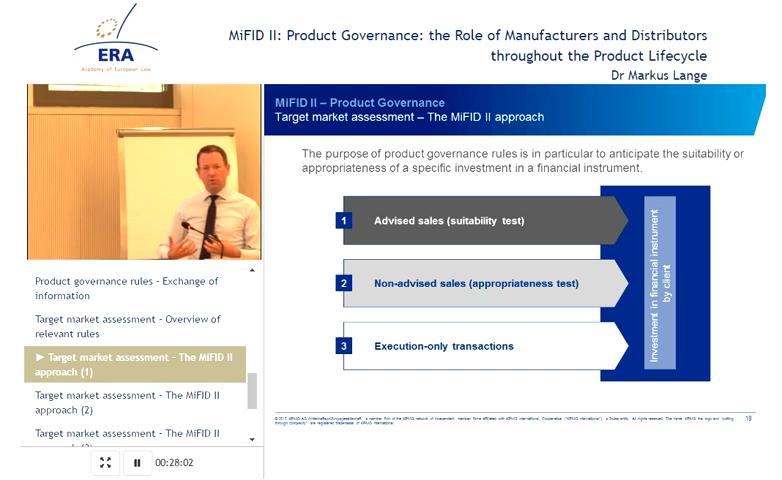 MiFID II: Product Governance: the Role of Manufacturers and Distributors
throughout the Product Lifecycle
Dr Markus Lange
ERA
Academy of European Law
MiFID II – Product Governance
Target market assessment – The MiFID II approach
The purpose of product governance rules is in particular to anticipate the suitability or
appropriateness of a specific investment in a financial instrument.
1 Advised sales (suitability test)
2 Non-advised sales (appropriateness test)
3 Execution-only transactions
Investment in financial instrument
by client
Product governance rules - Exchange of
information
Target market assessment - Overview of
relevant rules
► Target market assessment - The MiFID II
approach (1)
Target market assessment - The MiFID II
approach (2)
Target market assessment - The MiFID II
00:28:02